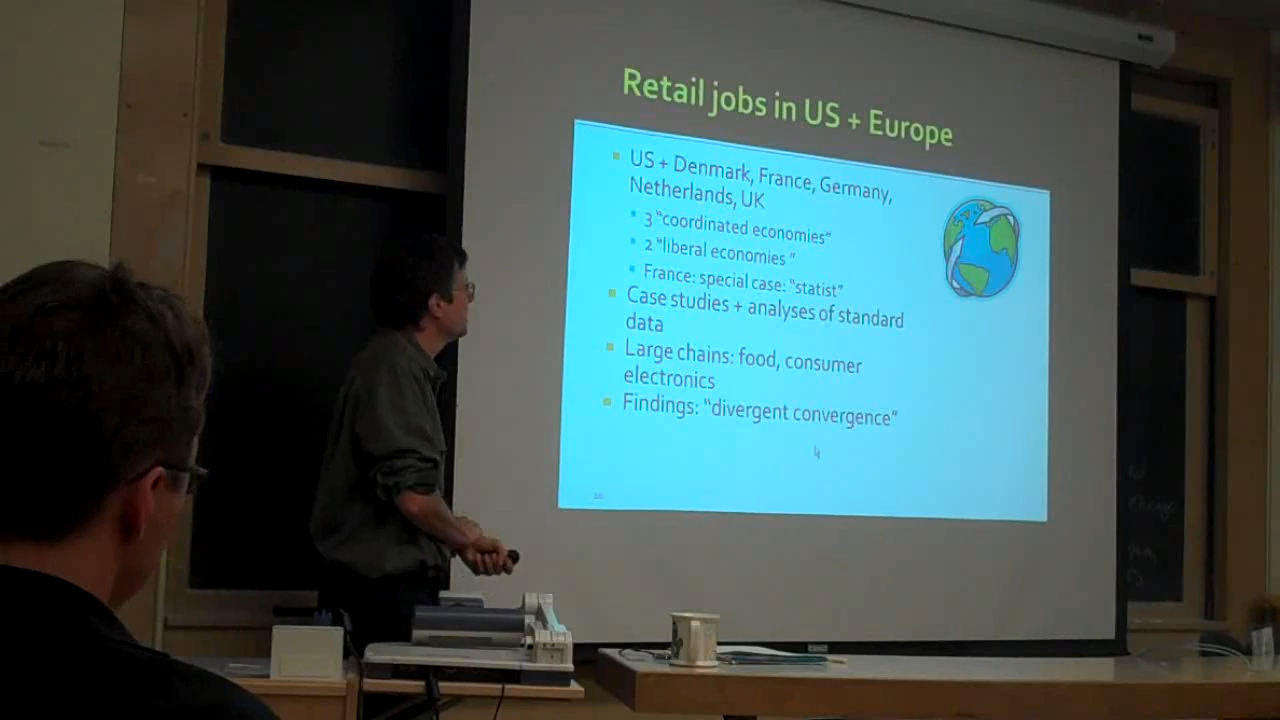 Retail jobs in US + Europe
US + Denmark, France, Germany,
Netherlands, UK
3 "coordinated economies"
2 "liberal economies "
France: special case: "statist"
Case studies + analyses of standard
data
Large chains: food, consumer
electronics
Findings: "divergent convergence"